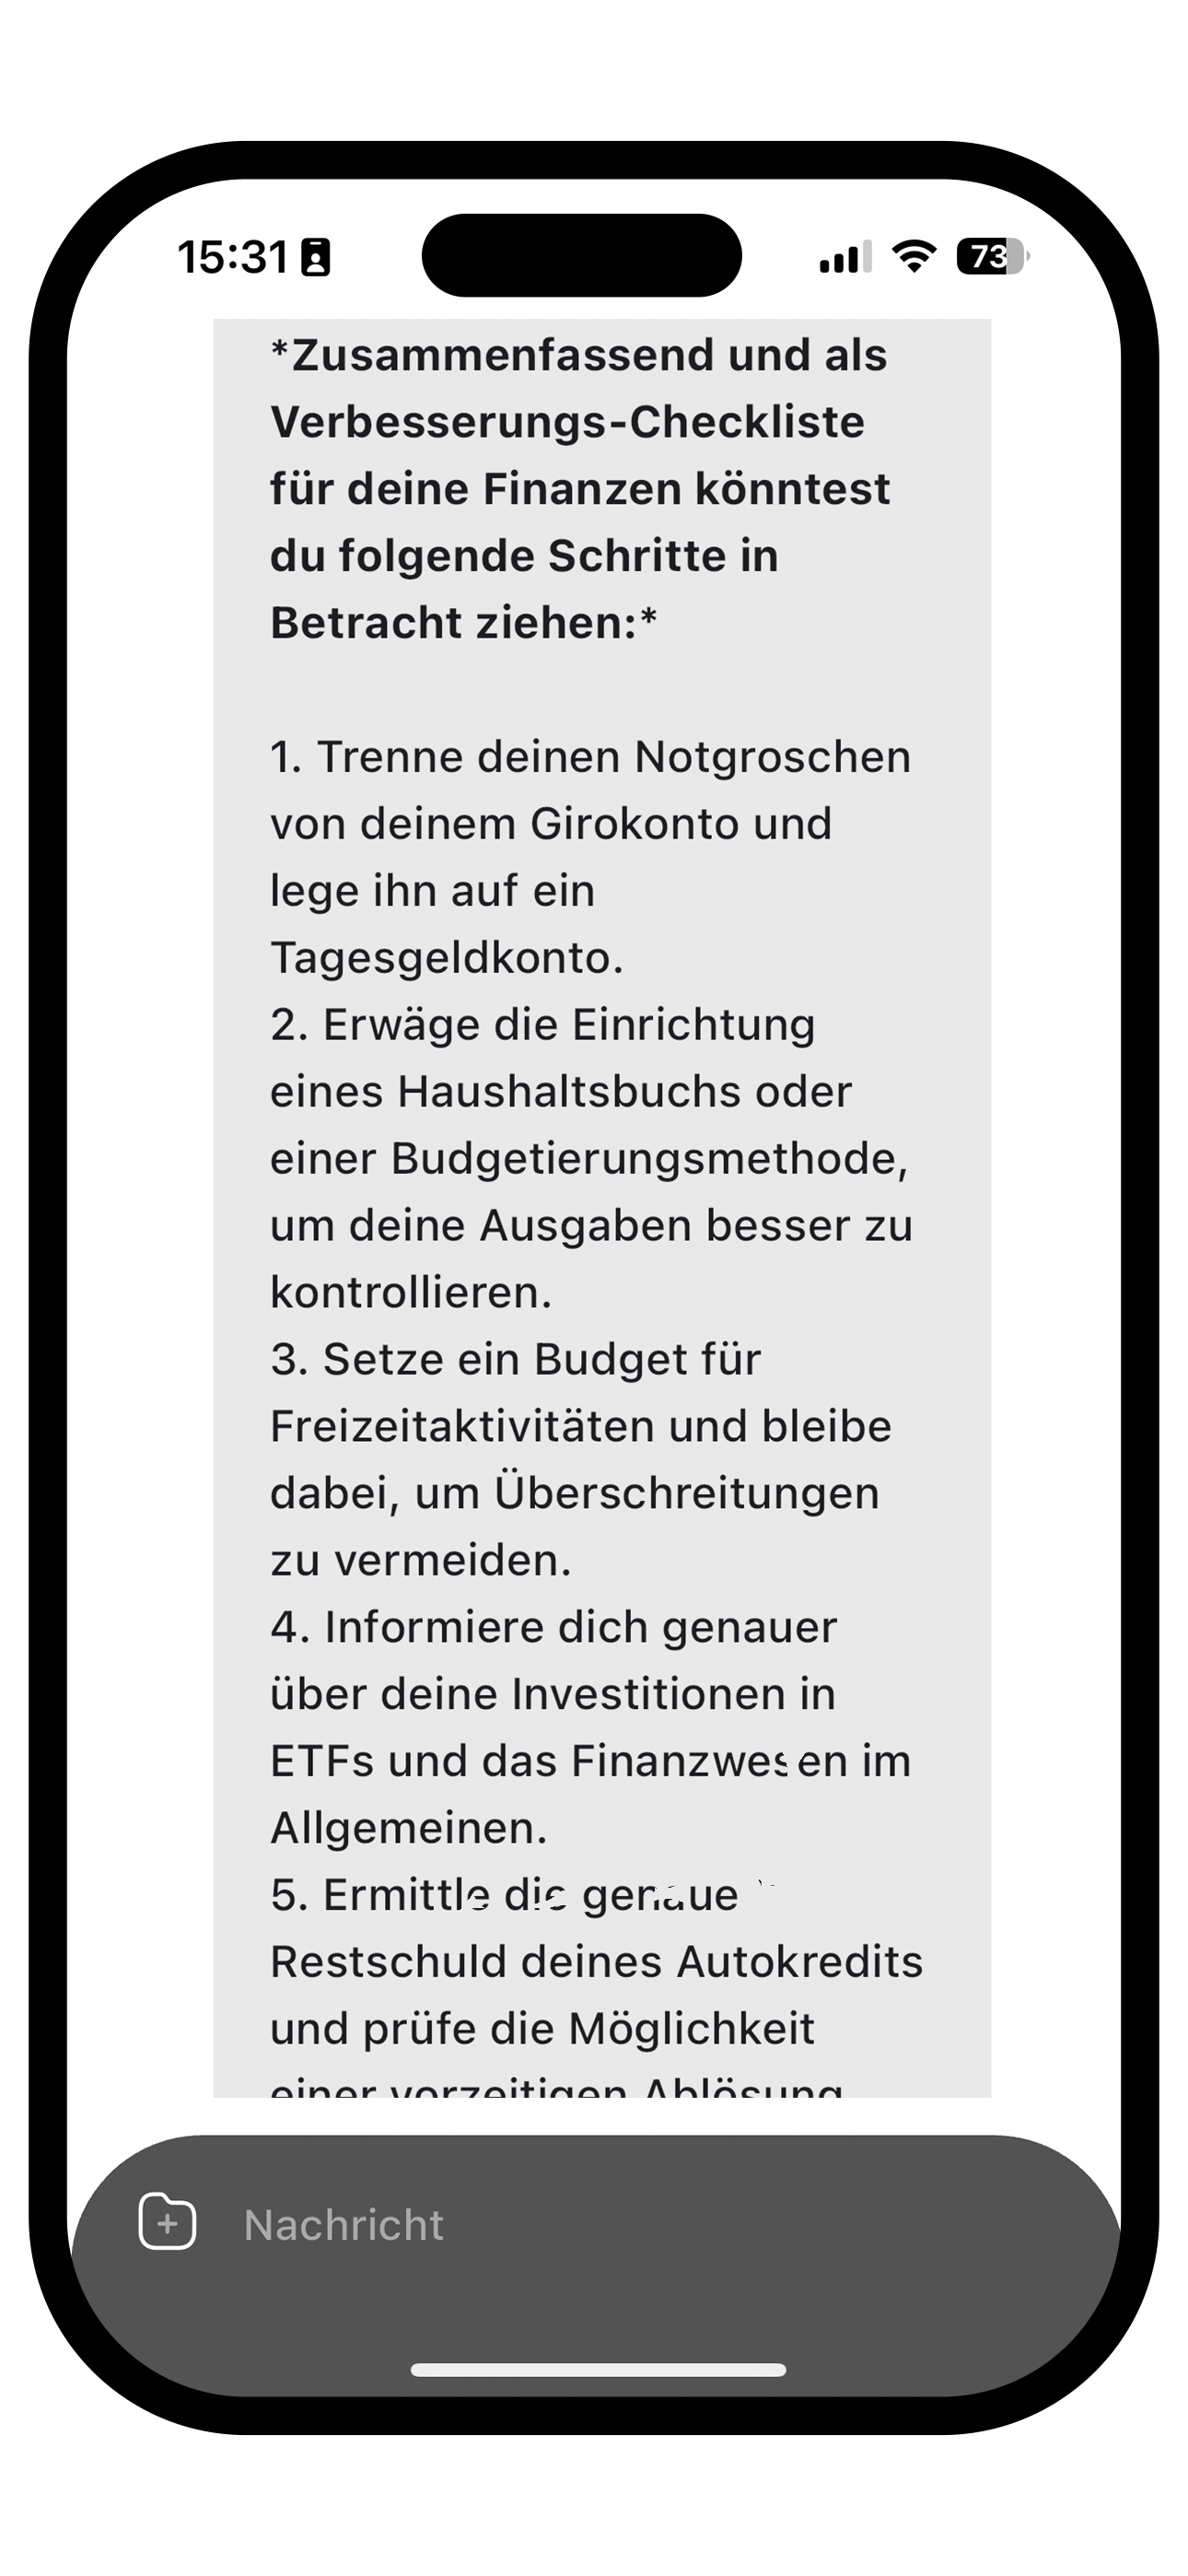 15:31
73
*Zusammenfassend und als
Verbesserungs-Checkliste
für deine Finanzen könntest
du folgende Schritte in
Betracht ziehen:*
1. Trenne deinen Notgroschen
von deinem Girokonto und
lege ihn auf ein
Tagesgeldkonto.
2. Erwäge die Einrichtung
eines Haushaltsbuchs oder
einer Budgetierungsmethode,
um deine Ausgaben besser zu
kontrollieren.
3. Setze ein Budget für
Freizeitaktivitäten und bleibe
dabei, um Überschreitungen
zu vermeiden.
4. Informiere dich genauer
über deine Investitionen in
ETFs und das Finanzwesen im
Allgemeinen.
5. Ermittle die genaue
Restschuld deines Autokredits
und prüfe die Möglichkeit
einer vorzeitigen Ablösung
Nachricht